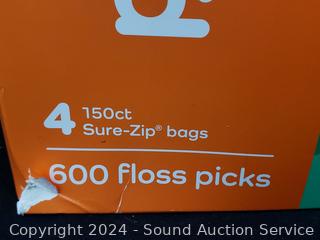 4 150ct
Sure-Zip® bags
600 floss picks
Copyright 2024 - Sound Auction Service